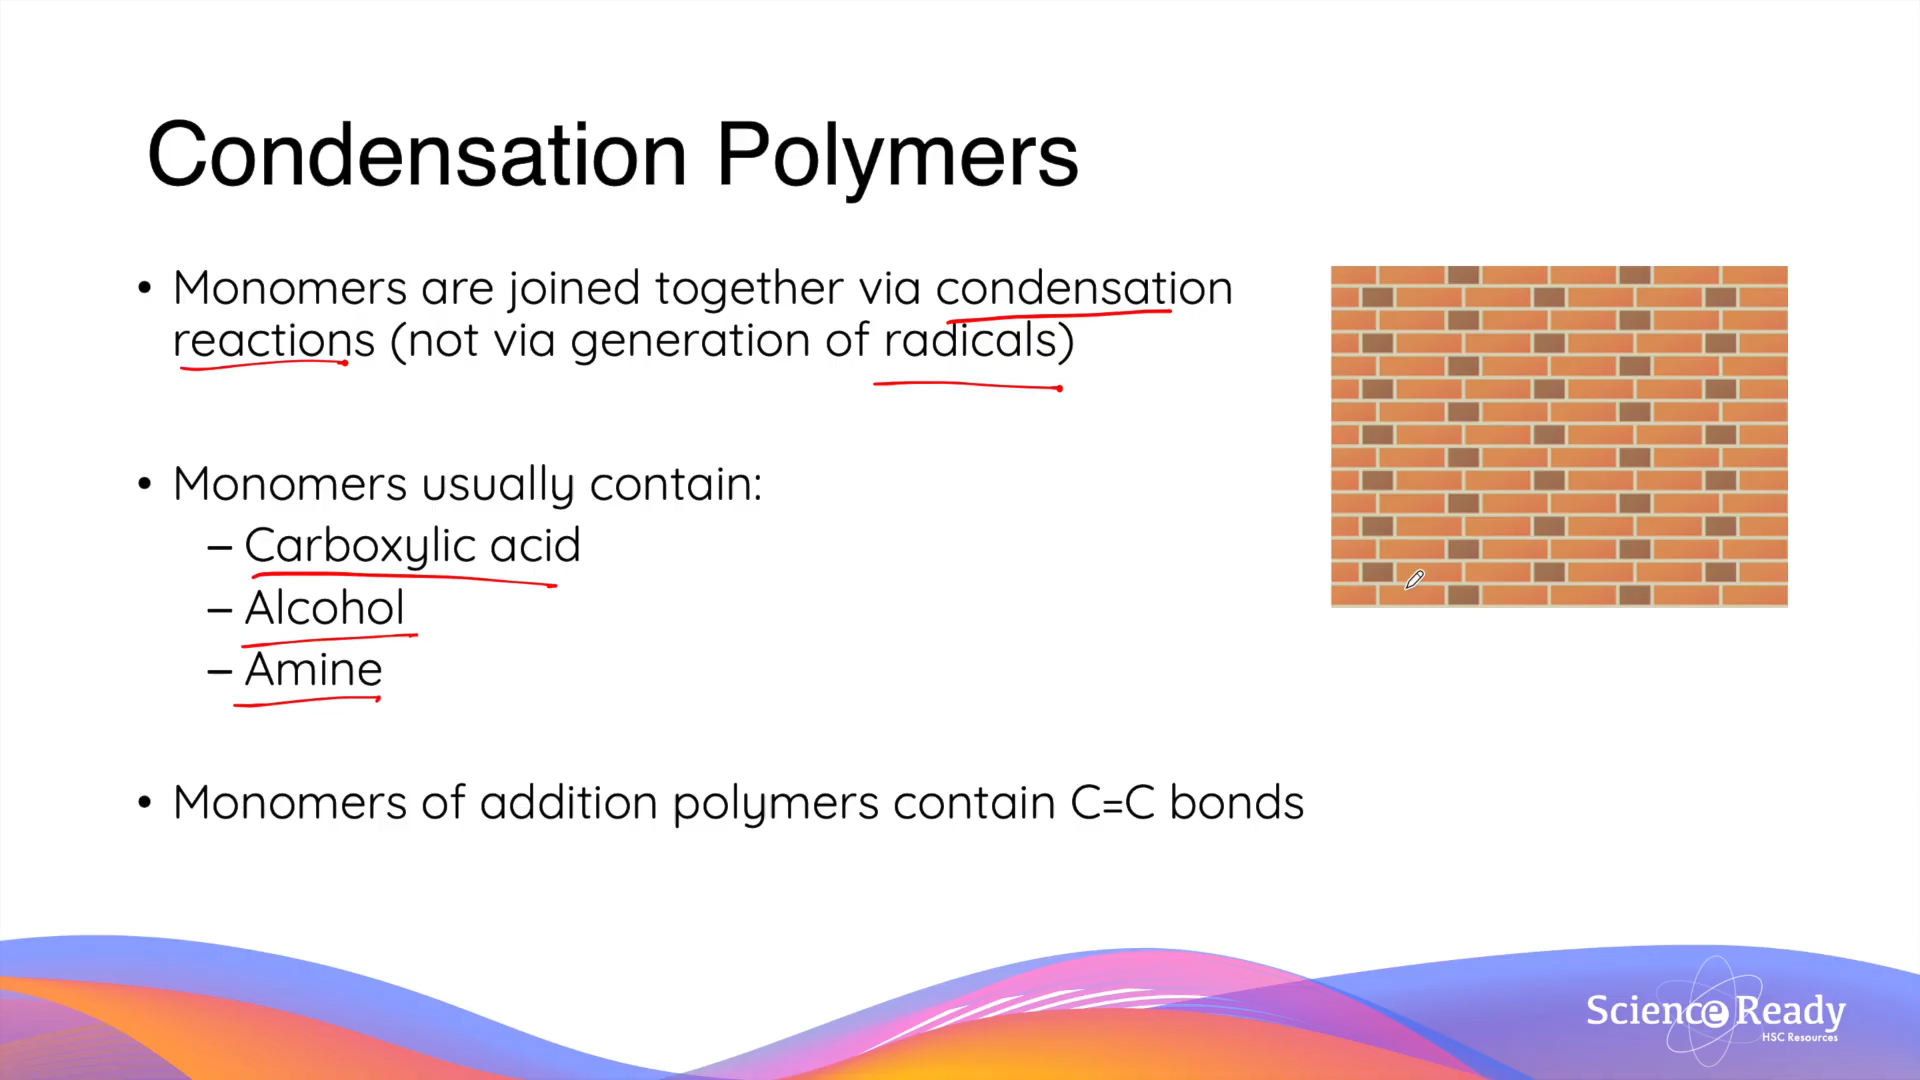 Condensation Polymers
• Monomers are joined together via condensation
reactions (not via generation of radicals)
• Monomers usually contain:
– Carboxylic acid
– Alcohol
– Amine
• Monomers of addition polymers contain C=C bonds
Science Ready
HSC Resources